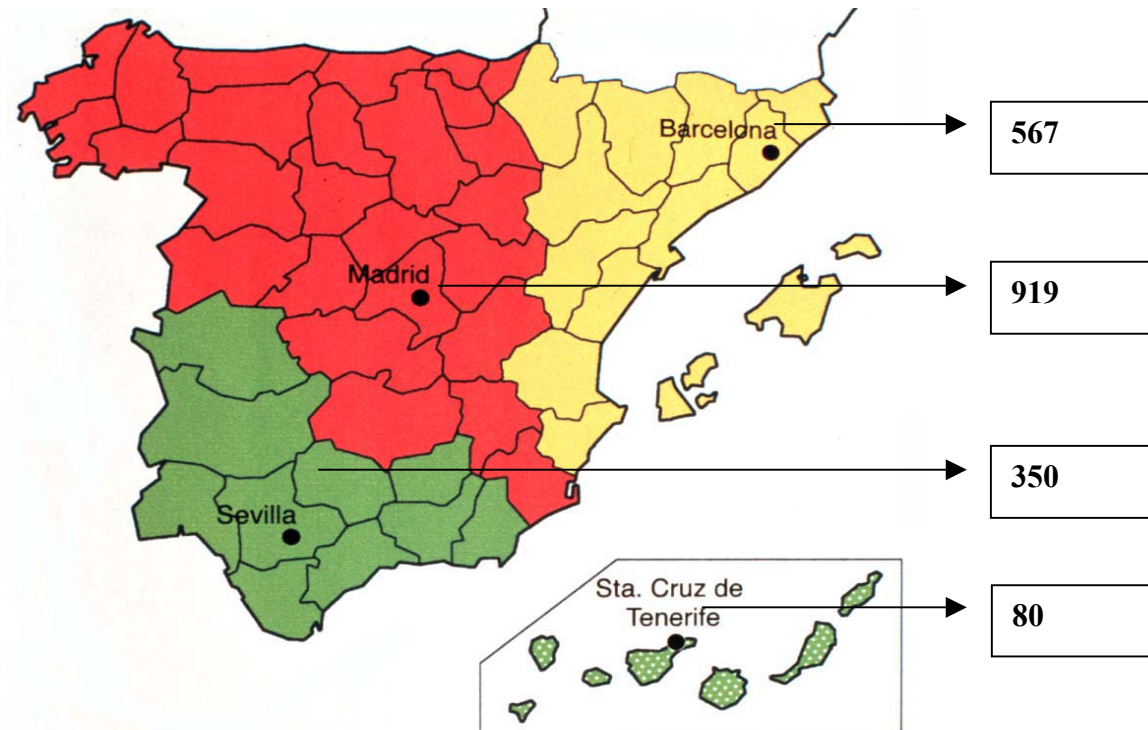 Barcelona
567
Madrid
919
350
Sevilla
Sta. Cruz de
Tenerife
80